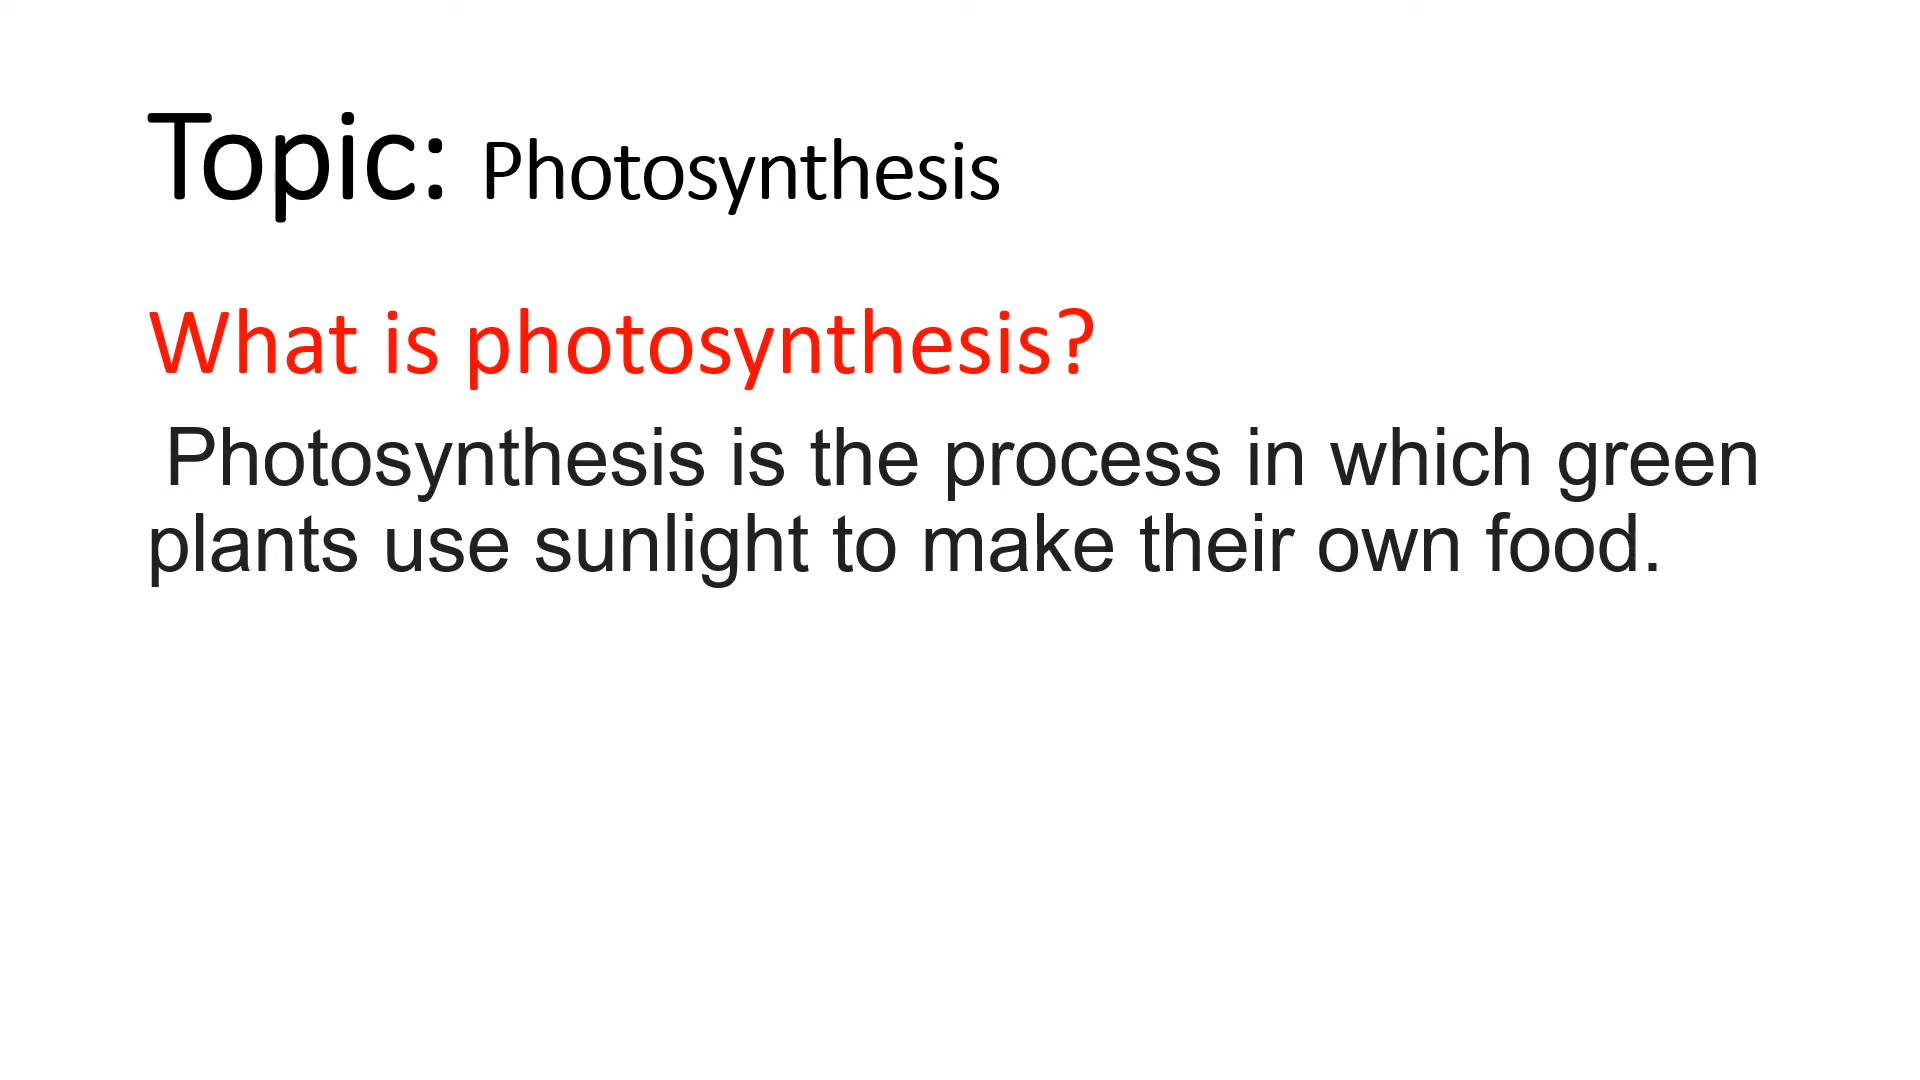 Topic: Photosynthesis
What is photosynthesis?
Photosynthesis is the process in which green
plants use sunlight to make their own food.